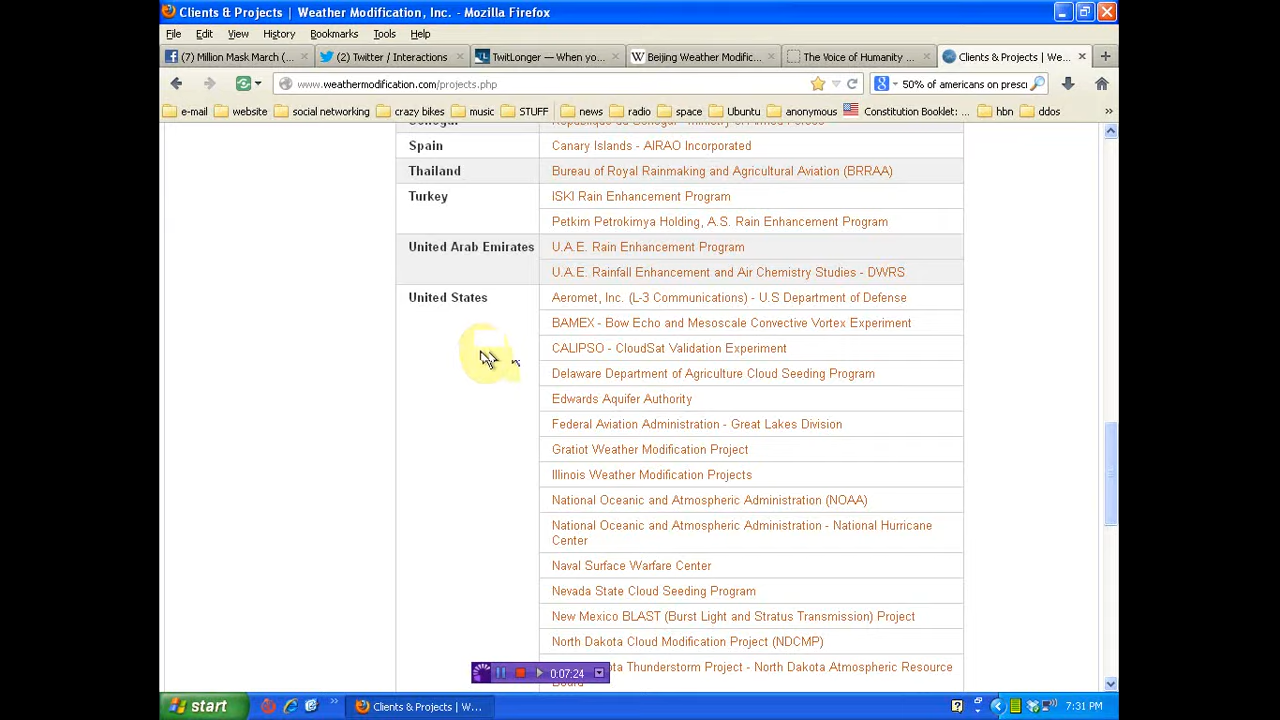 Clients & Projects | Weather Modification, Inc. - Mozilla Firefox
File Edit View History Bookmarks Tools Help
(7) Million Mask March (... (2) Twitter / Interactions TwitLonger — When yo... Beijing Weather Modific... The Voice of Humanity ... Clients & Projects | We...
www.weathermodification.com/projects.php 50% of americans on presc
e-mail website social networking crazy bikes music STUFF news radio space Ubuntu anonymous Constitution Booklet:... hbn ddos
Spain Canary Islands - AIRAO Incorporated
Thailand Bureau of Royal Rainmaking and Agricultural Aviation (BRRAA)
Turkey ISKI Rain Enhancement Program
Petkim Petrokimya Holding, A.S. Rain Enhancement Program
United Arab Emirates U.A.E. Rain Enhancement Program
U.A.E. Rainfall Enhancement and Air Chemistry Studies - DWRS
United States Aeromet, Inc. (L-3 Communications) - U.S Department of Defense
BAMEX - Bow Echo and Mesoscale Convective Vortex Experiment
CALIPSO - CloudSat Validation Experiment
Delaware Department of Agriculture Cloud Seeding Program
Edwards Aquifer Authority
Federal Aviation Administration - Great Lakes Division
Gratiot Weather Modification Project
Illinois Weather Modification Projects
National Oceanic and Atmospheric Administration (NOAA)
National Oceanic and Atmospheric Administration - National Hurricane
Center
Naval Surface Warfare Center
Nevada State Cloud Seeding Program
New Mexico BLAST (Burst Light and Stratus Transmission) Project
North Dakota Cloud Modification Project (NDCMP)
ota Thunderstorm Project - North Dakota Atmospheric Resource
0:07:24
start Clients & Projects | W... 7:31 PM